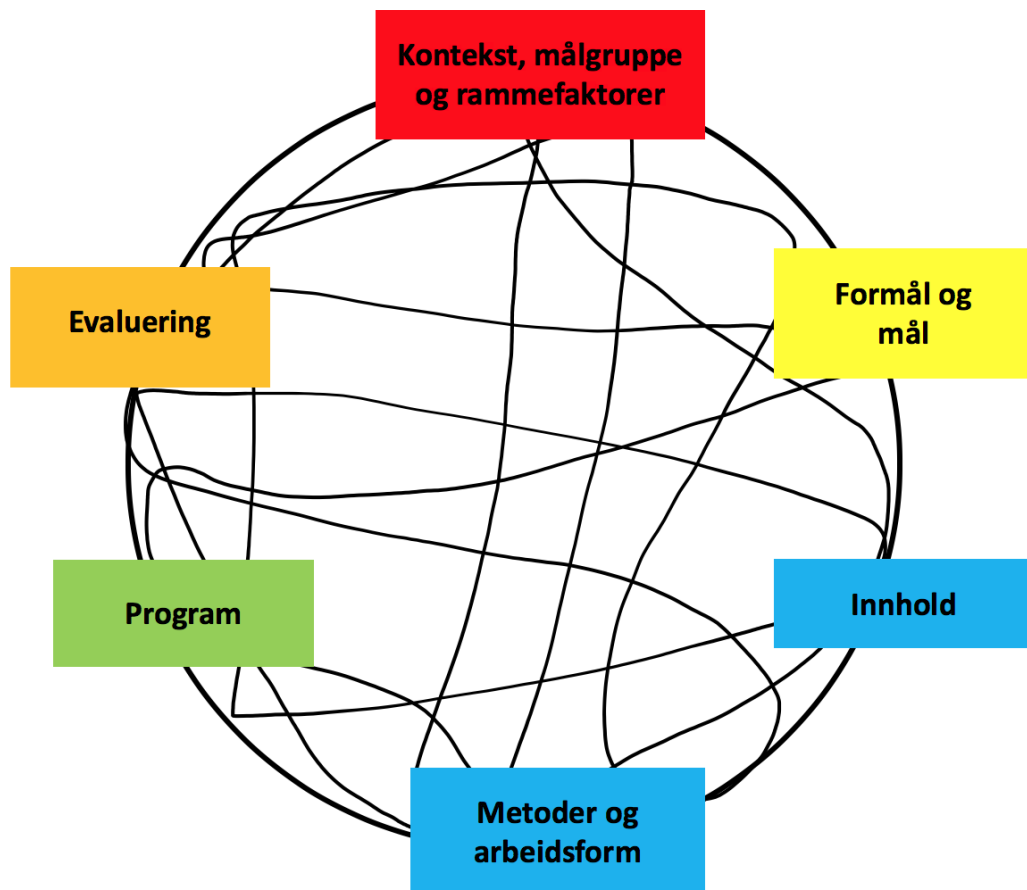 Kontekst, målgruppe
og rammefaktorer
Formål og
mål
Evaluering
Innhold
Program
Metoder og
arbeidsform